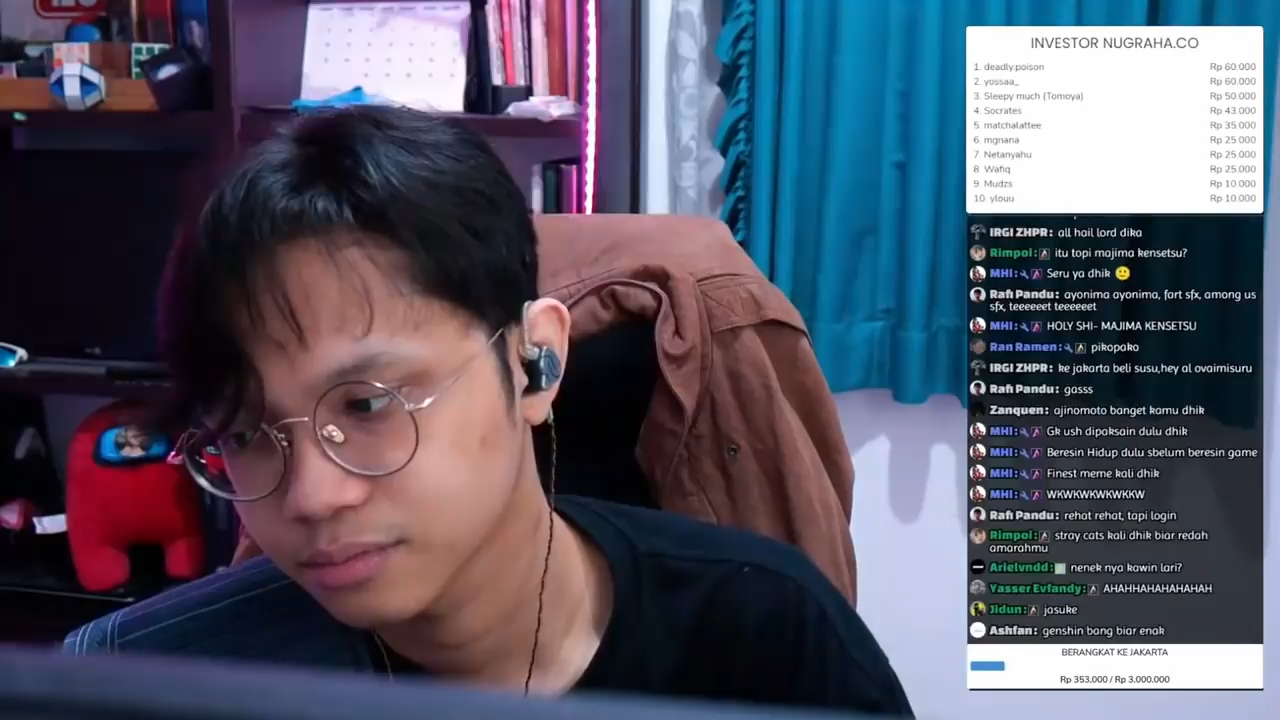 INVESTOR NUGRAHA.CO
1. deadly.poison Rp 60.000
2. yossaa_ Rp 60.000
3. Sleepy much (Tomoya) Rp 50.000
4. Socrates Rp 43.000
5. matchalattee Rp 35.000
6. mgnana Rp 25.000
7. Netanyahu Rp 25.000
8. Wafiq Rp 25.000
9. Mudzs Rp 10.000
10. ylouu Rp 10.000
IRGI ZHPR: all hail lord dika
Rimpoi: itu topi majima kensetsu?
MHI: Seru ya dhik 🙂
Rafi Pandu: ayonima ayonima, fart sfx, among us
sfx, teeeeeet teeeeeet
MHI: HOLY SHI- MAJIMA KENSETSU
Ran Ramen: pikopako
IRGI ZHPR: ke jakarta beli susu,hey al ovaimisuru
Rafi Pandu: gasss
Zanquen: ajinomoto banget kamu dhik
MHI: Gk ush dipaksain dulu dhik
MHI: Beresin Hidup dulu sbelum beresin game
MHI: Finest meme kali dhik
MHI: WKWKWKWKWKKW
Rafi Pandu: rehat rehat, tapi login
Rimpoi: stray cats kali dhik biar redah
amarahmu
Arielvndd: nenek nya kawin lari?
Yasser Evfandy: AHAHHAHAHAHAHAH
Jidun: jasuke
Ashfan: genshin bang biar enak
BERANGKAT KE JAKARTA
Rp 353.000 / Rp 3.000.000